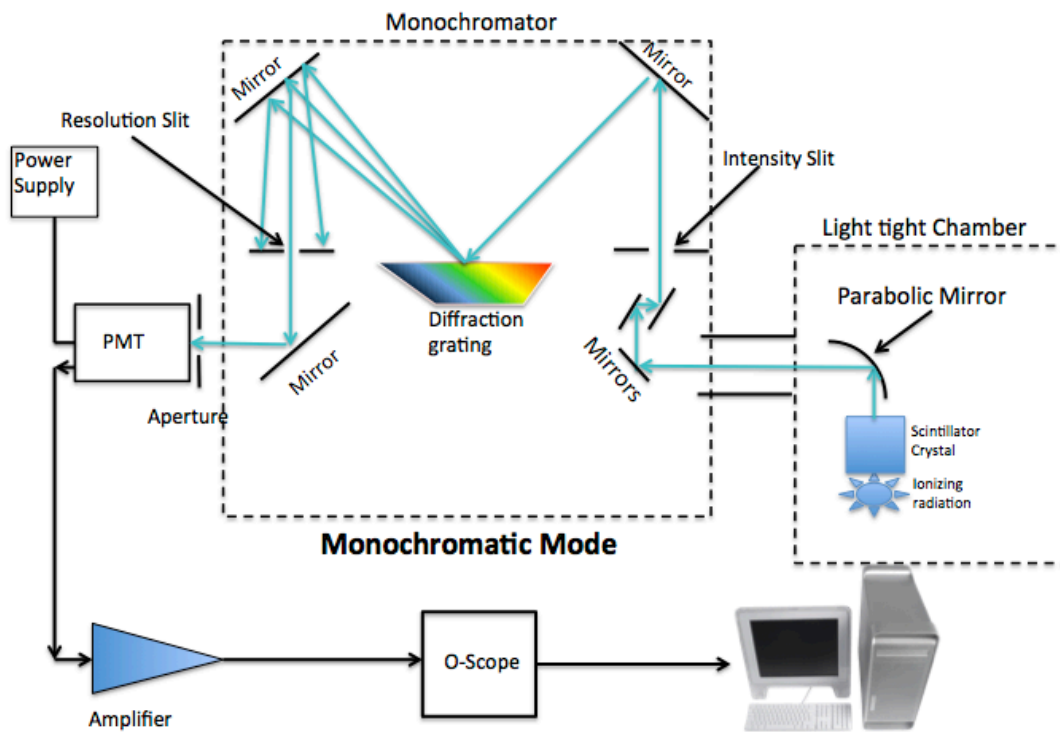 Monochromator
Mirror
Mirror
Resolution Slit
Power
Supply
Intensity Slit
Light tight Chamber
Parabolic Mirror
Diffraction
grating
PMT
Mirror
Mirrors
Aperture
Scintillator
Crystal
Ionizing
radiation
Monochromatic Mode
O-Scope
Amplifier